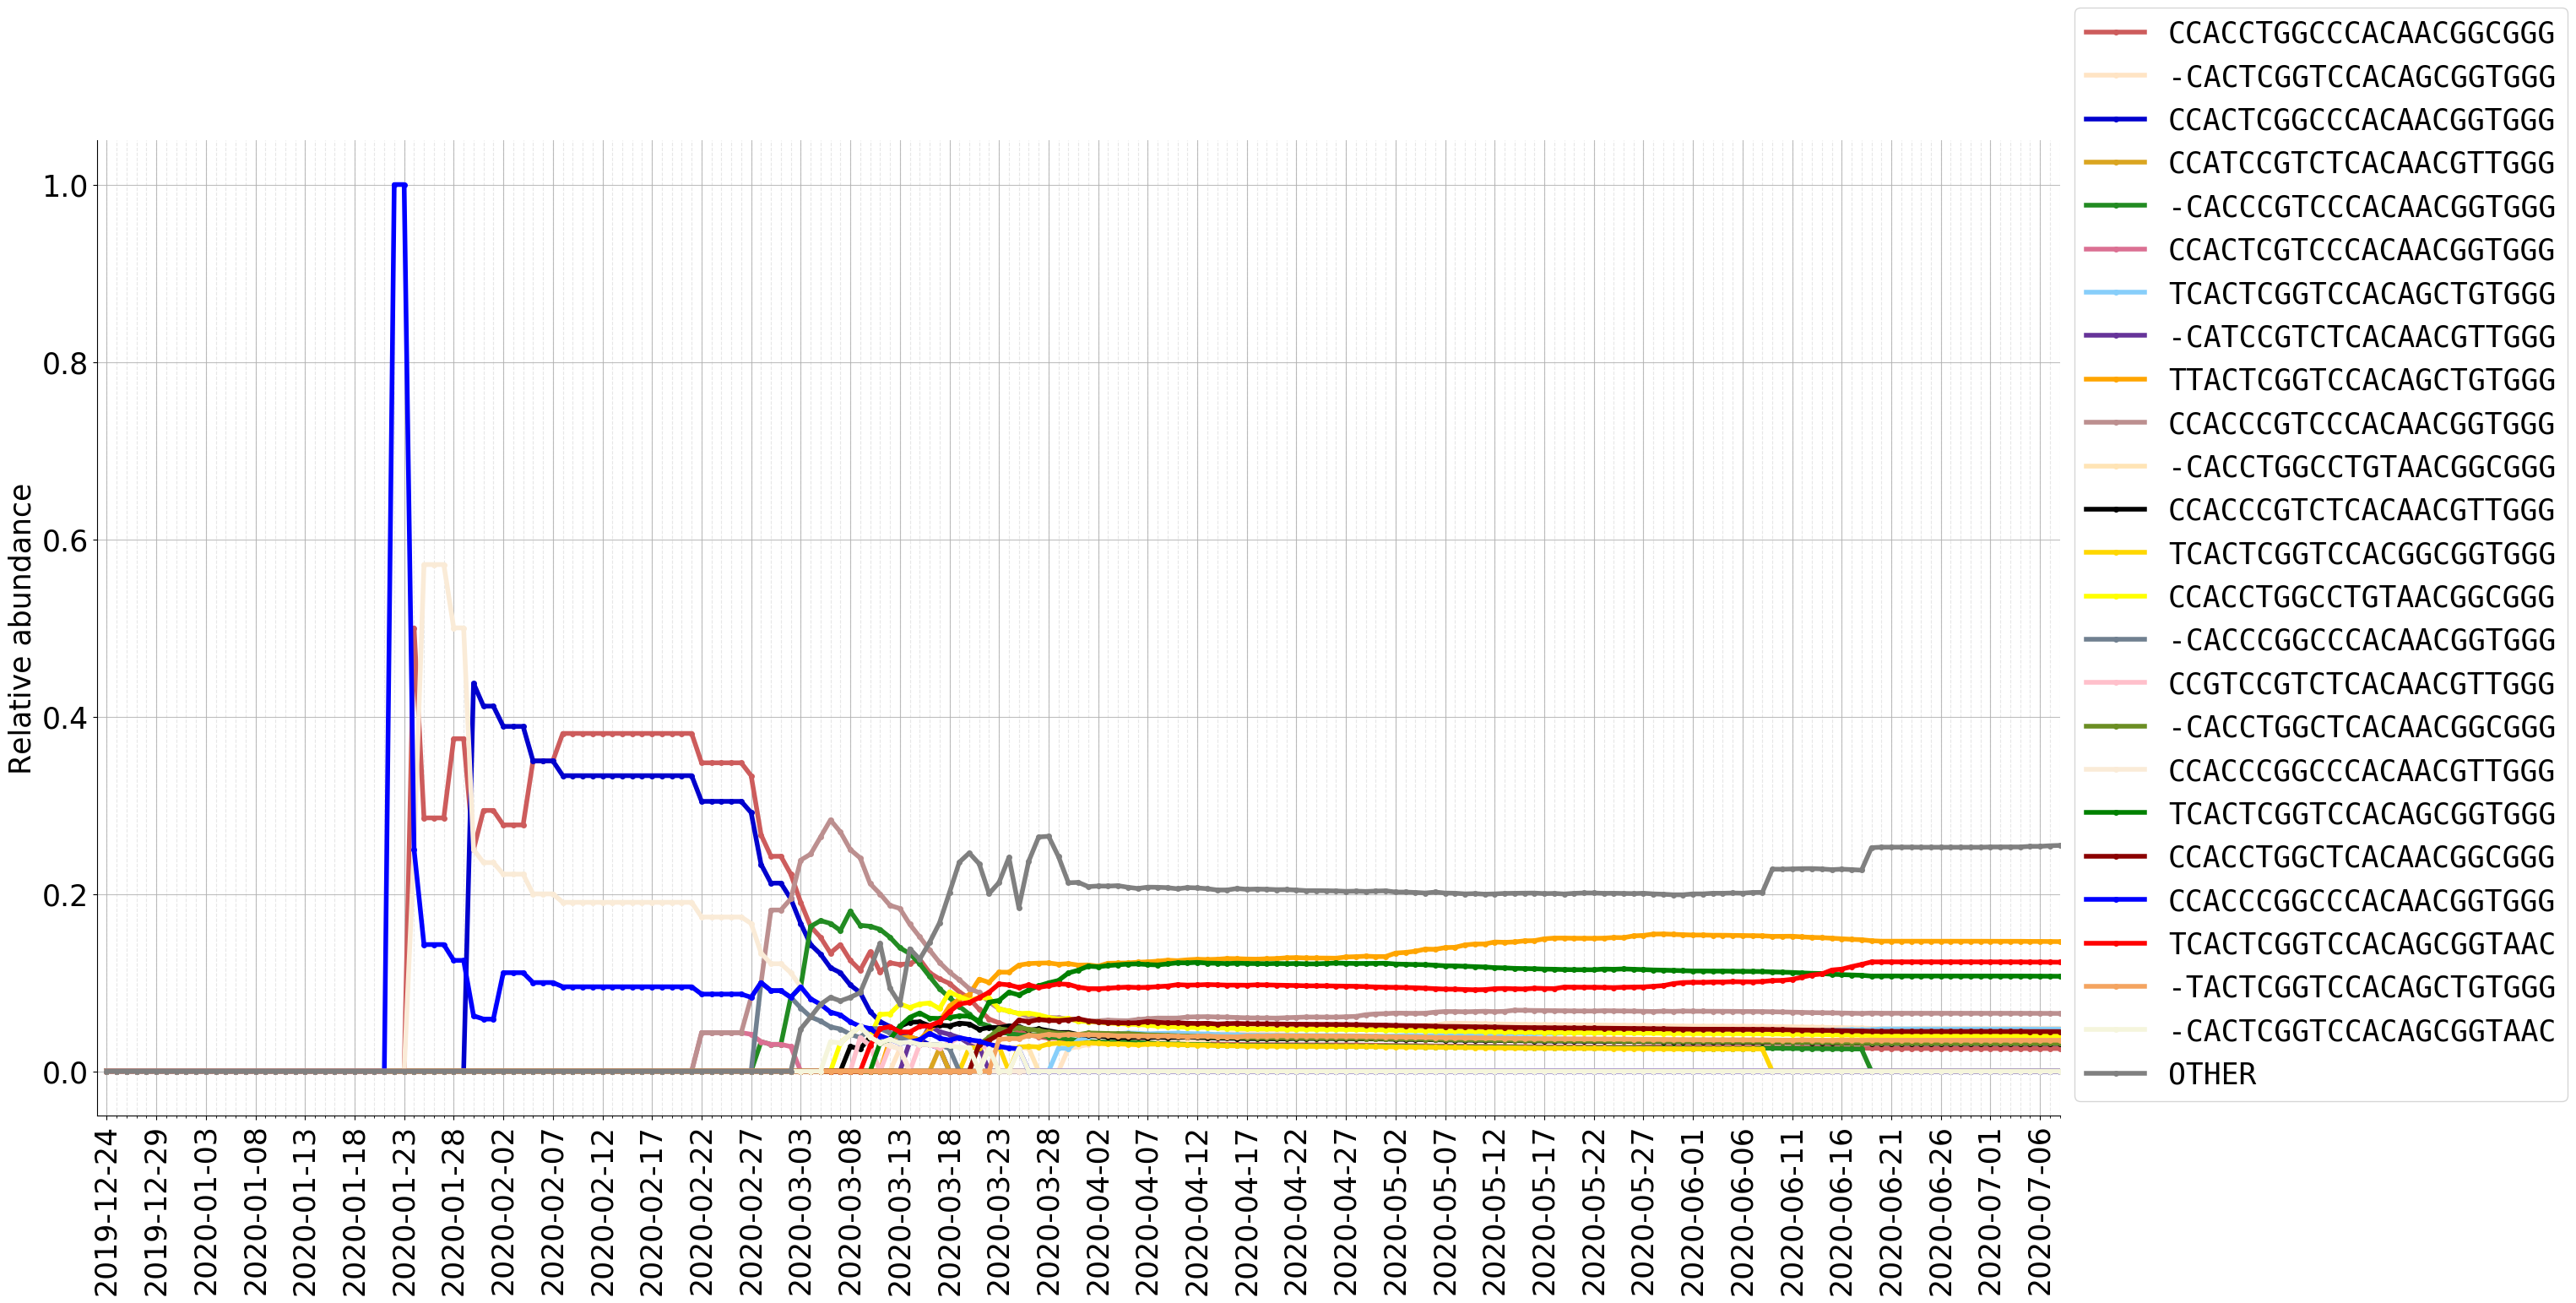 Relative abundance
1.0
0.8
0.6
0.4
0.2
0.0
2019-12-24
2019-12-29
2020-01-03
2020-01-08
2020-01-13
2020-01-18
2020-01-23
2020-01-28
2020-02-02
2020-02-07
2020-02-12
2020-02-17
2020-02-22
2020-02-27
2020-03-03
2020-03-08
2020-03-13
2020-03-18
2020-03-23
2020-03-28
2020-04-02
2020-04-07
2020-04-12
2020-04-17
2020-04-22
2020-04-27
2020-05-02
2020-05-07
2020-05-12
2020-05-17
2020-05-22
2020-05-27
2020-06-01
2020-06-06
2020-06-11
2020-06-16
2020-06-21
2020-06-26
2020-07-01
2020-07-06
CCACCTGGCCCACAACGGCGGG
-CACTCGGTCCACAGCGGTGGG
CCACTCGGCCCACAACGGTGGG
CCATCCGTCTCACAACGTTGGG
-CACCCGTCCCACAACGGTGGG
CCACTCGTCCCACAACGGTGGG
TCACTCGGTCCACAGCTGTGGG
-CATCCGTCTCACAACGTTGGG
TTACTCGGTCCACAGCTGTGGG
CCACCCGTCCCACAACGGTGGG
-CACCTGGCCTGTAACGGCGGG
CCACCCGTCTCACAACGTTGGG
TCACTCGGTCCACGGCGGTGGG
CCACCTGGCCTGTAACGGCGGG
-CACCCGGCCCACAACGGTGGG
CCGTCCGTCTCACAACGTTGGG
-CACCTGGCTCACAACGGCGGG
CCACCCGGCCCACAACGTTGGG
TCACTCGGTCCACAGCGGTGGG
CCACCTGGCTCACAACGGCGGG
CCACCCGGCCCACAACGGTGGG
TCACTCGGTCCACAGCGGTAAC
-TACTCGGTCCACAGCTGTGGG
-CACTCGGTCCACAGCGGTAAC
OTHER